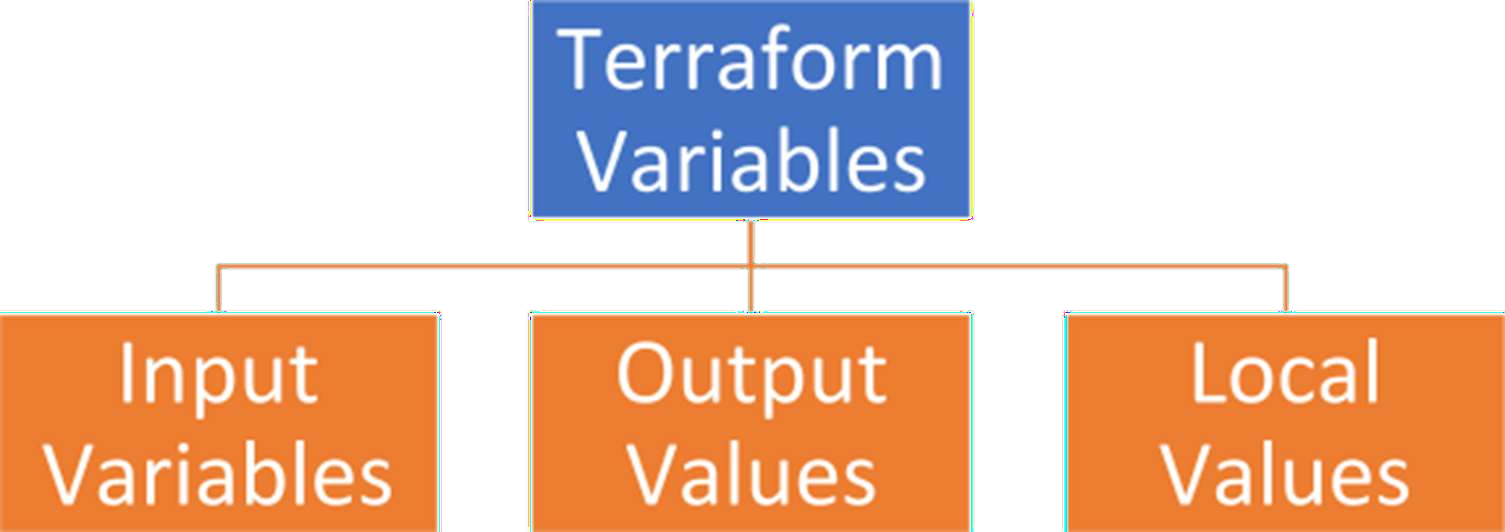 Terraform
Variables
Input
Variables
Output
Values
Local
Values